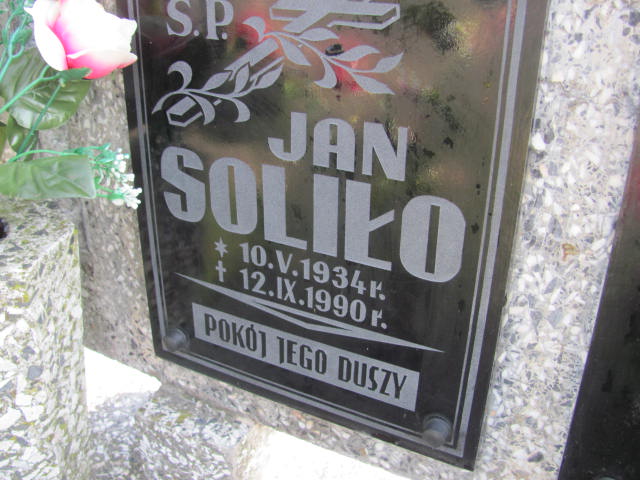 Ś.P.
JAN
SOLIŁO
* 10.V.1934r.
† 12.IX.1990r.
POKÓJ JEGO DUSZY